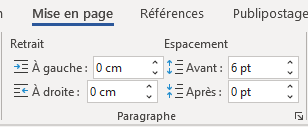 Mise en page Références Publipostage
Retrait Espacement
À gauche : 0 cm Avant : 6 pt
À droite : 0 cm Après : 0 pt
Paragraphe